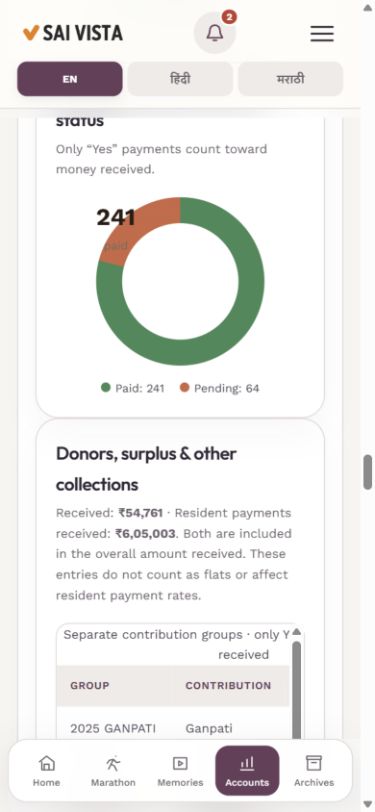 SAI VISTA
2
EN
हिंदी
मराठी
status
Only “Yes” payments count toward
money received.
241
paid
Paid: 241
Pending: 64
Donors, surplus & other
collections
Received: ₹54,761 · Resident payments
received: ₹6,05,003. Both are included
in the overall amount received. These
entries do not count as flats or affect
resident payment rates.
Separate contribution groups · only Y
received
GROUP
CONTRIBUTION
2025 GANPATI
Ganpati
Home
Marathon
Memories
Accounts
Archives